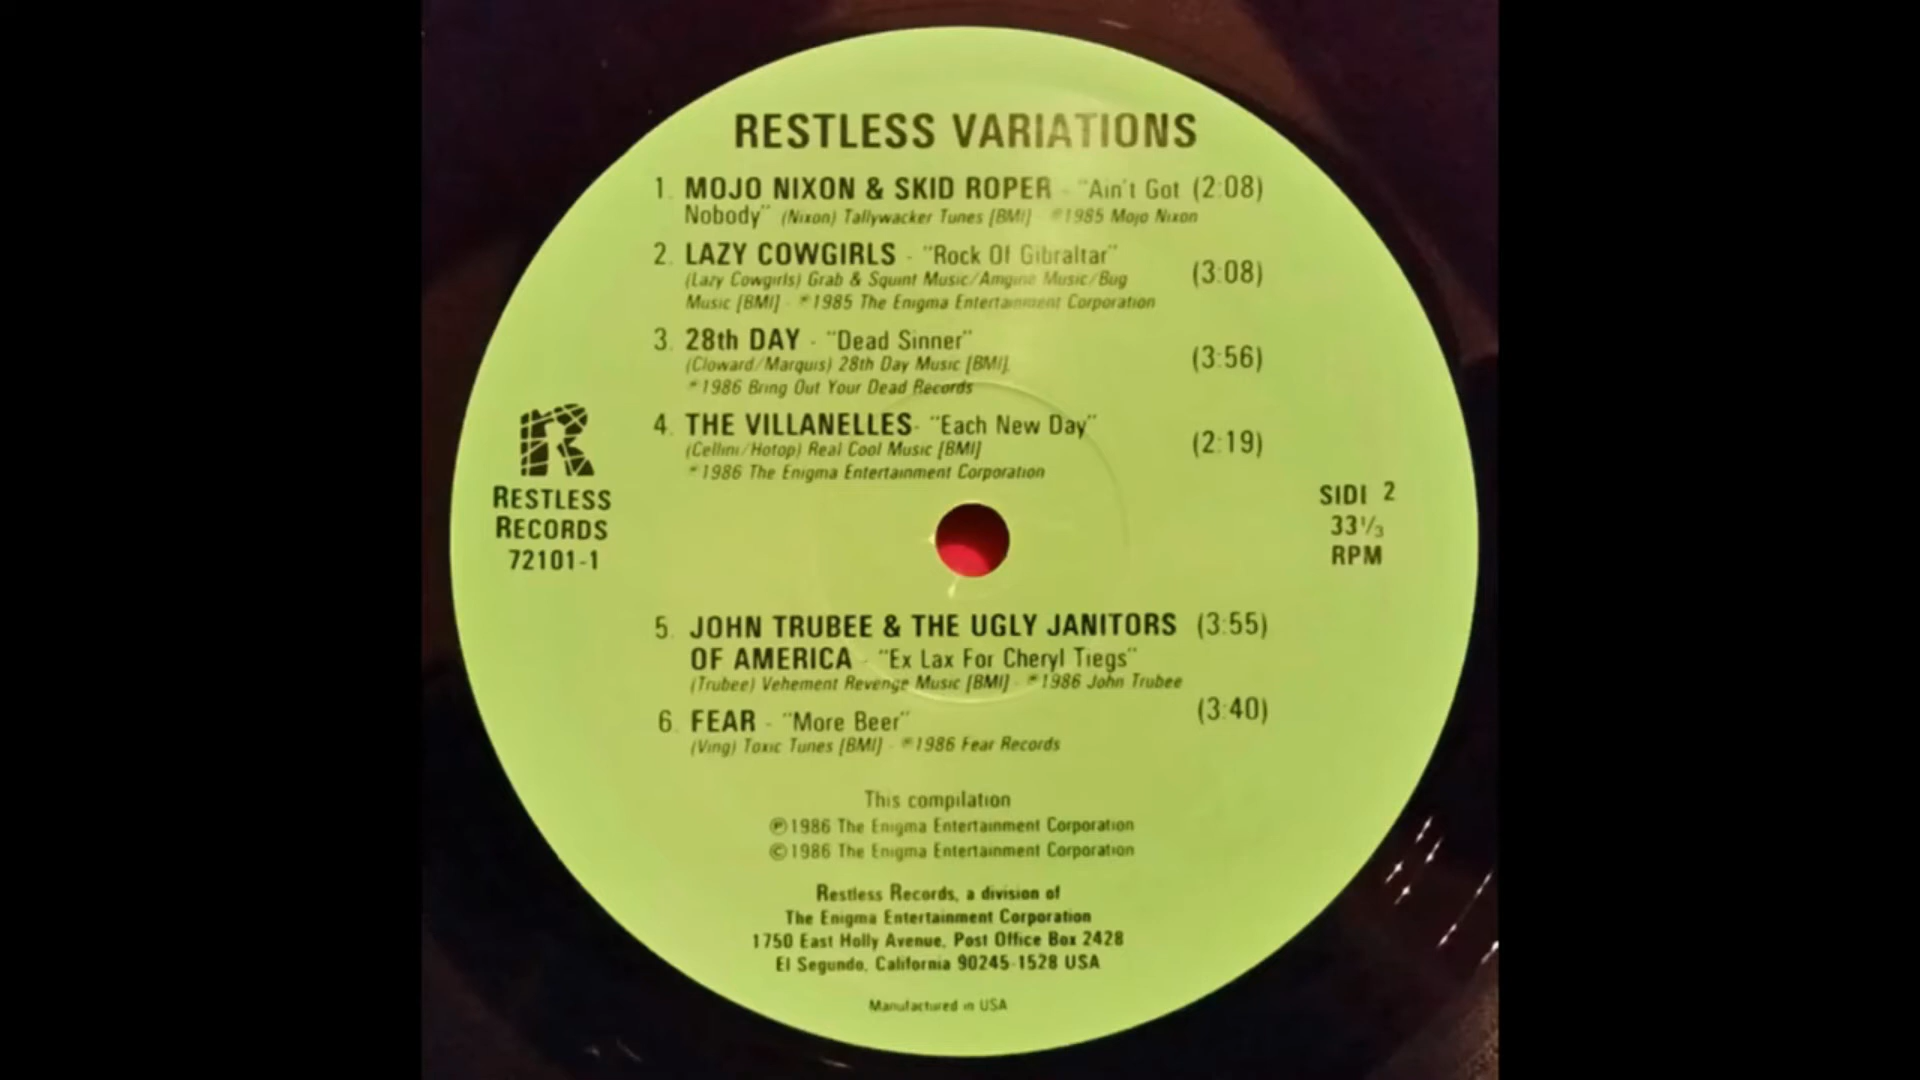 RESTLESS VARIATIONS
1. MOJO NIXON & SKID ROPER - "Ain't Got (2:08)
Nobody" (Nixon) Tallywacker Tunes [BMI] - ℗1985 Mojo Nixon
2. LAZY COWGIRLS - "Rock Of Gibraltar"
(Lazy Cowgirls) Grab & Squint Music/Amgine Music/Bug (3:08)
Music [BMI] - ℗1985 The Enigma Entertainment Corporation
3. 28th DAY - "Dead Sinner"
(Cloward/Marquis) 28th Day Music [BMI]. (3:56)
℗1986 Bring Out Your Dead Records
4. THE VILLANELLES- "Each New Day"
(Cellini/Hotop) Real Cool Music [BMI] (2:19)
℗1986 The Enigma Entertainment Corporation
R
RESTLESS
RECORDS
72101-1
SIDE 2
33⅓
RPM
5. JOHN TRUBEE & THE UGLY JANITORS (3:55)
OF AMERICA - "Ex Lax For Cheryl Tiegs"
(Trubee) Vehement Revenge Music [BMI] - ℗1986 John Trubee
6. FEAR - "More Beer" (3:40)
(Ving) Toxic Tunes [BMI] - ℗1986 Fear Records
This compilation
℗1986 The Enigma Entertainment Corporation
©1986 The Enigma Entertainment Corporation
Restless Records, a division of
The Enigma Entertainment Corporation
1750 East Holly Avenue, Post Office Box 2428
El Segundo, California 90245-1528 USA
Manufactured in USA